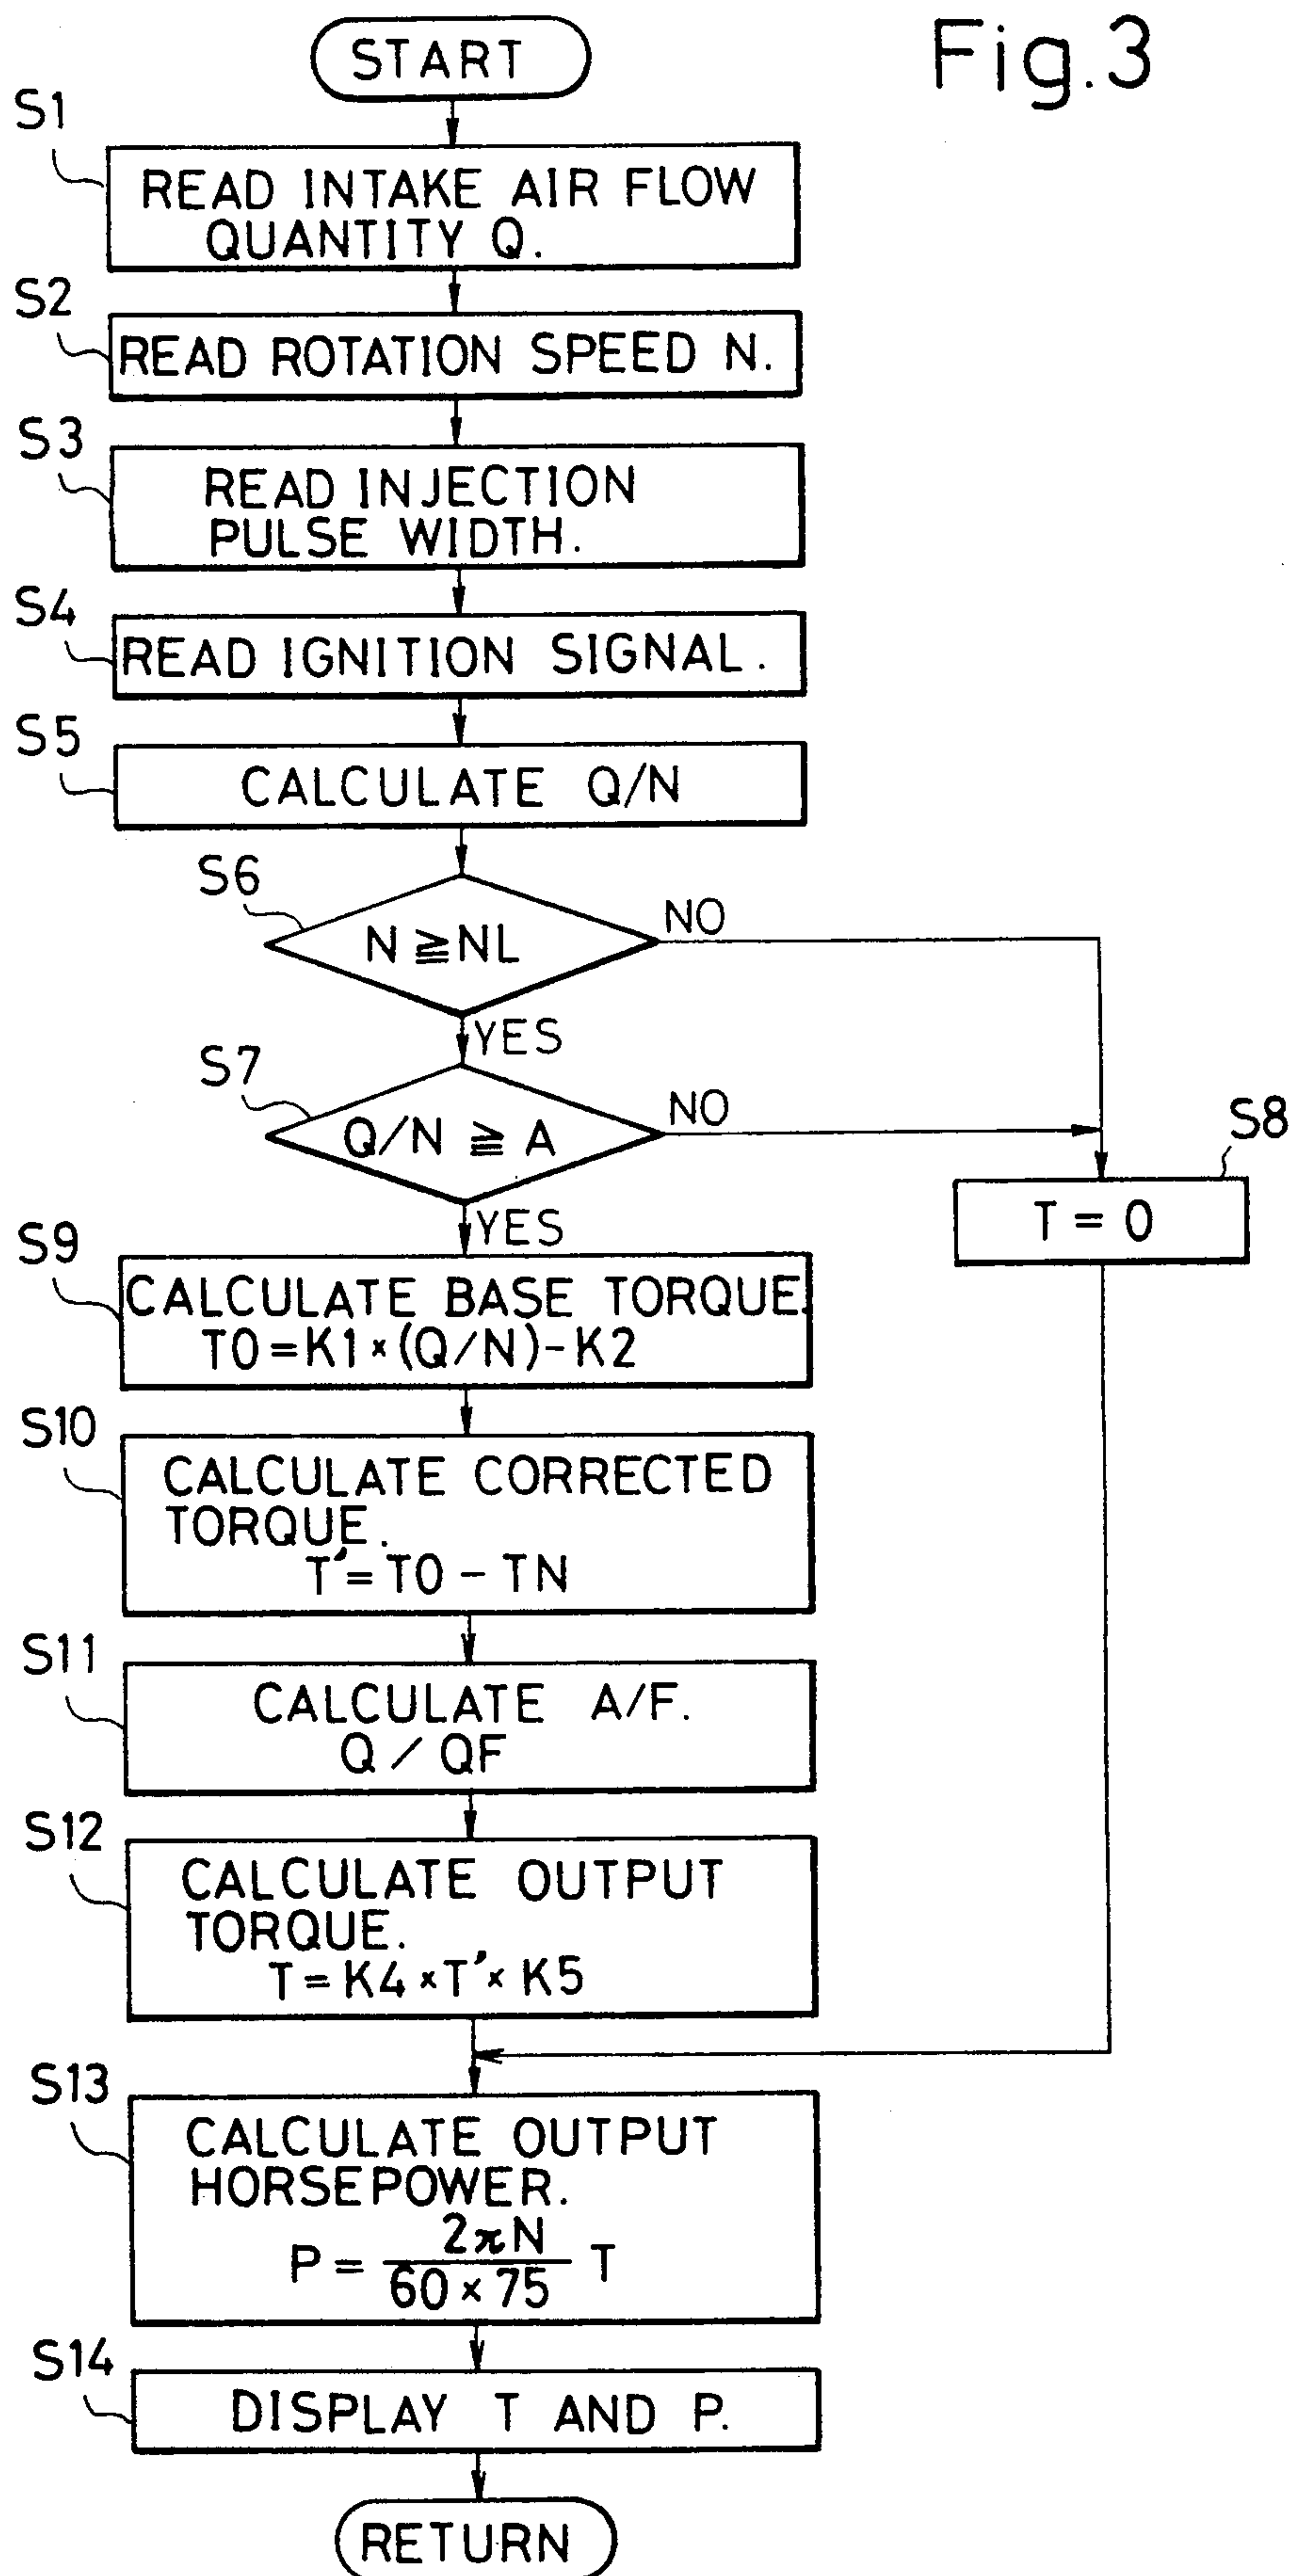 Fig.3
START
S1
READ INTAKE AIR FLOW
QUANTITY Q.
S2
READ ROTATION SPEED N.
S3
READ INJECTION
PULSE WIDTH.
S4
READ IGNITION SIGNAL.
S5
CALCULATE Q/N
S6
N ≧ NL
NO
YES
S7
Q/N ≧ A
NO
YES
S8
T = 0
S9
CALCULATE BASE TORQUE.
T0 = K1 × (Q/N) - K2
S10
CALCULATE CORRECTED
TORQUE.
T' = T0 - TN
S11
CALCULATE A/F.
Q / QF
S12
CALCULATE OUTPUT
TORQUE.
T = K4 × T' × K5
S13
CALCULATE OUTPUT
HORSEPOWER.
P = 2πN / 60 × 75 T
S14
DISPLAY T AND P.
RETURN